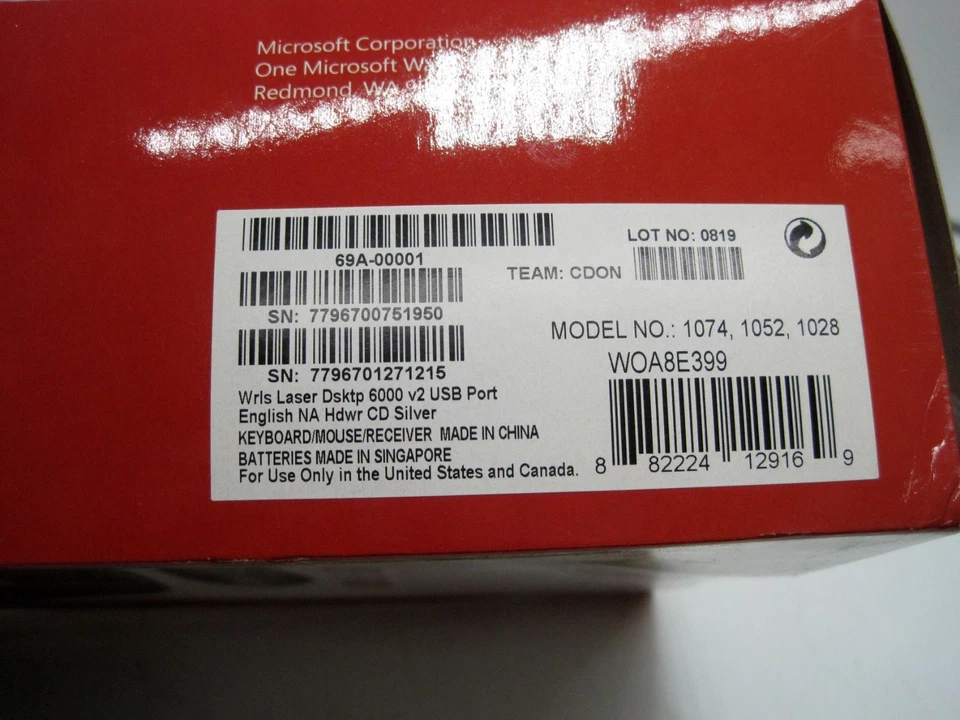 Microsoft Corporation
One Microsoft
Redmond, WA
69A-00001
LOT NO: 0819
TEAM: CDON
SN: 7796700751950
MODEL NO.: 1074, 1052, 1028
SN: 7796701271215
WOA8E399
Wrls Laser Dsktp 6000 v2 USB Port
English NA Hdwr CD Silver
KEYBOARD/MOUSE/RECEIVER MADE IN CHINA
BATTERIES MADE IN SINGAPORE
For Use Only in the United States and Canada.
8 82224 12916 9